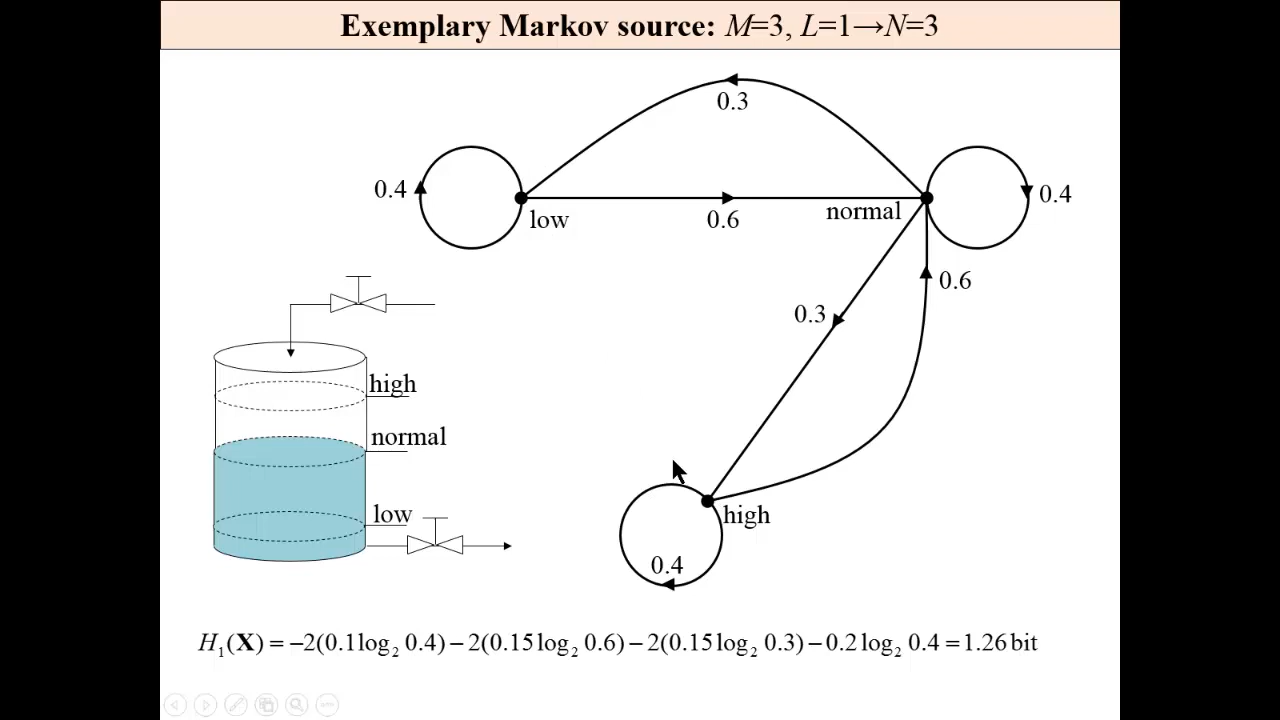 Exemplary Markov source: M=3, L=1→N=3
0.3
0.4
0.4
low
0.6
normal
0.6
0.3
high
normal
low
high
0.4
H₁(X) = −2(0.1log₂ 0.4) − 2(0.15log₂ 0.6) − 2(0.15log₂ 0.3) − 0.2log₂ 0.4 = 1.26 bit